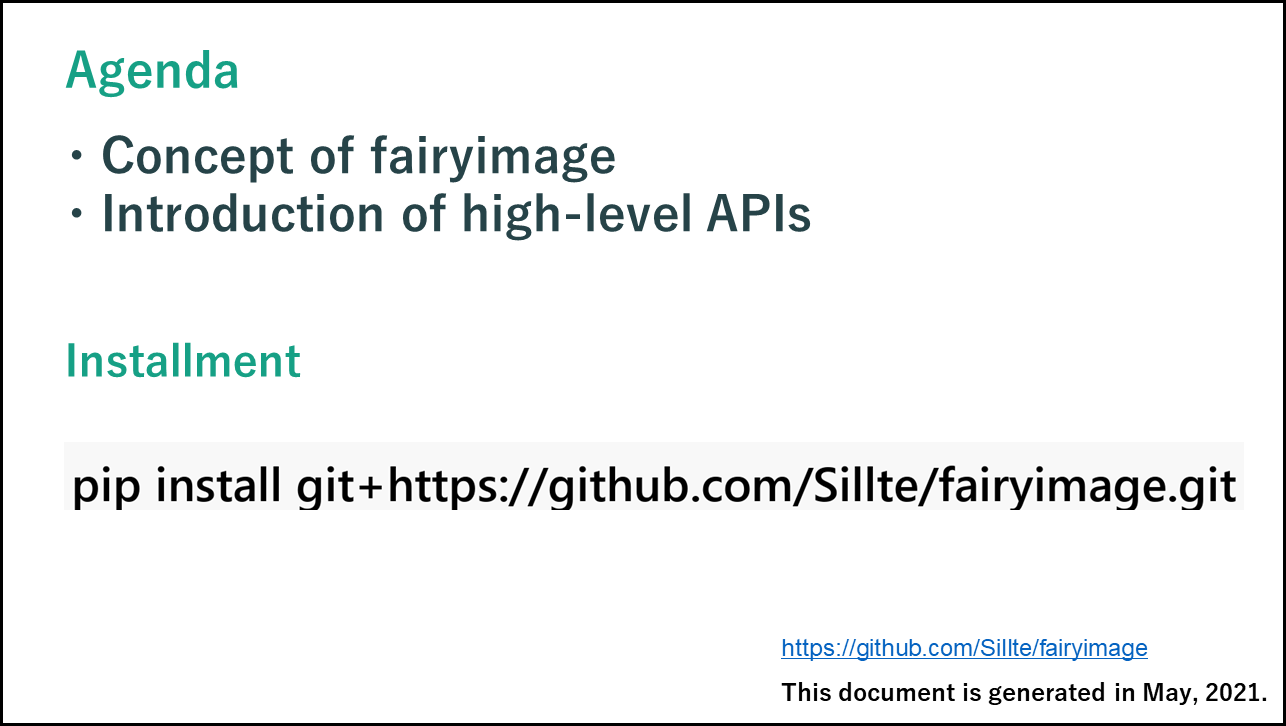 Agenda
・Concept of fairyimage
・Introduction of high-level APIs
Installment
pip install git+https://github.com/Sillte/fairyimage.git
https://github.com/Sillte/fairyimage
This document is generated in May, 2021.